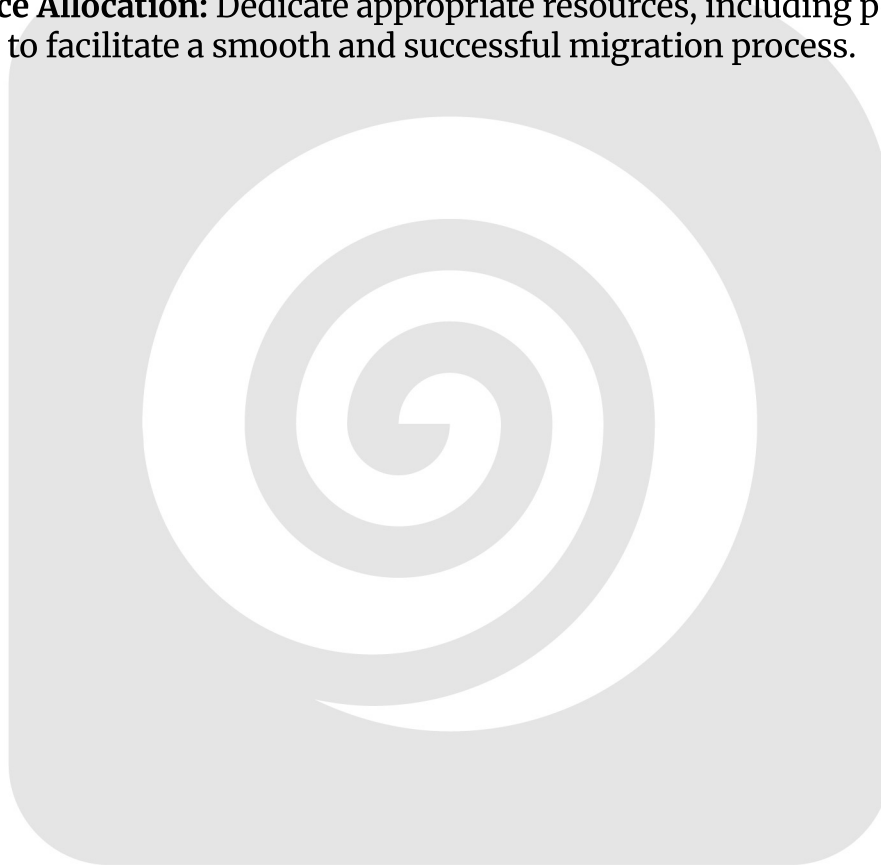 ce Allocation: Dedicate appropriate resources, including p
to facilitate a smooth and successful migration process.